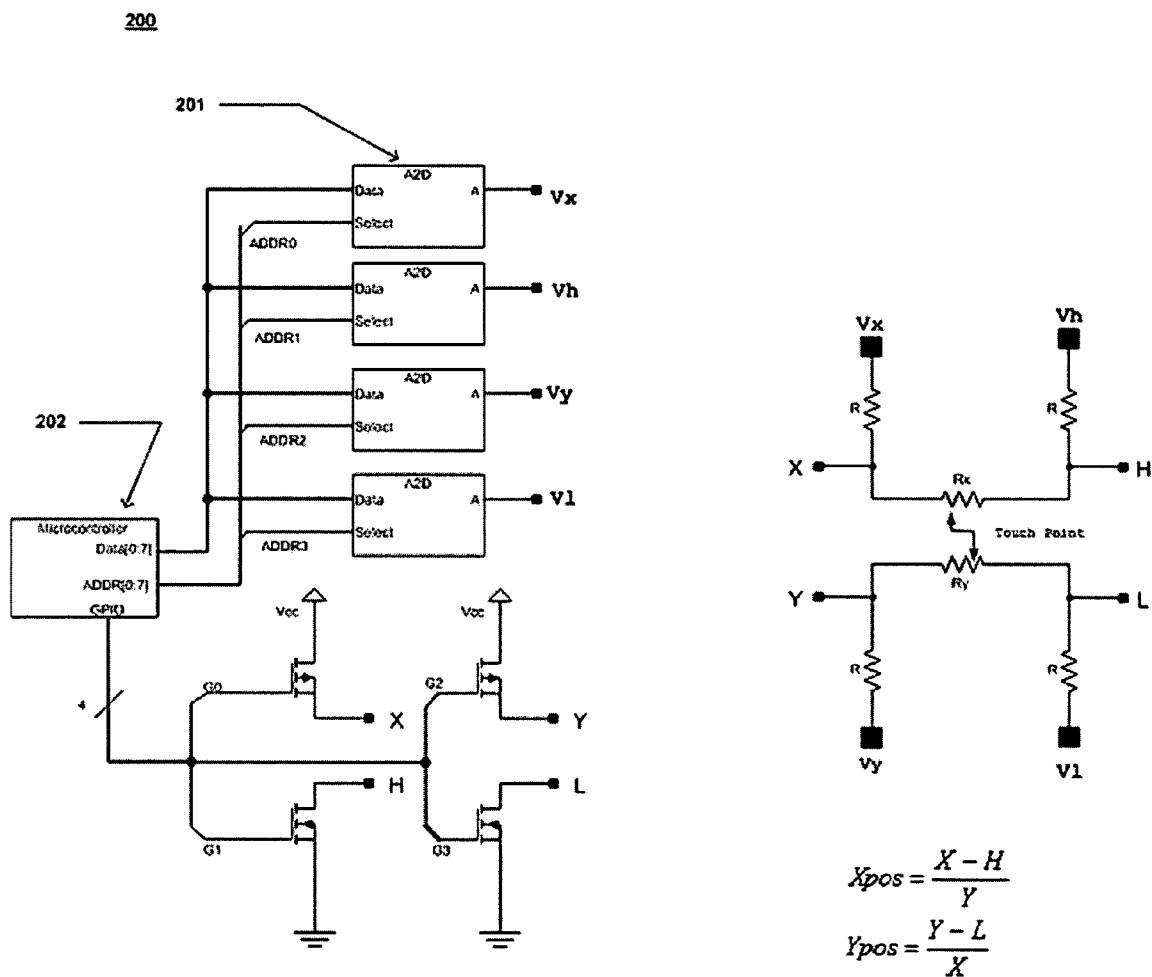 200
201
A2D
Data
A
Vx
Select
ADDR0
A2D
Data
A
Vh
Select
ADDR1
A2D
Data
A
Vy
Select
ADDR2
A2D
Data
A
Vl
Select
ADDR3
202
Microcontroller
Data[0:7]
ADDR[0:7]
GPIO
4
Vcc
G0
X
H
G1
Vcc
G2
Y
L
G3
Vx
Vh
R
R
X
H
Rx
Touch Point
Ry
Y
L
R
R
Vy
Vl
Xpos = X - H / Y
Ypos = Y - L / X